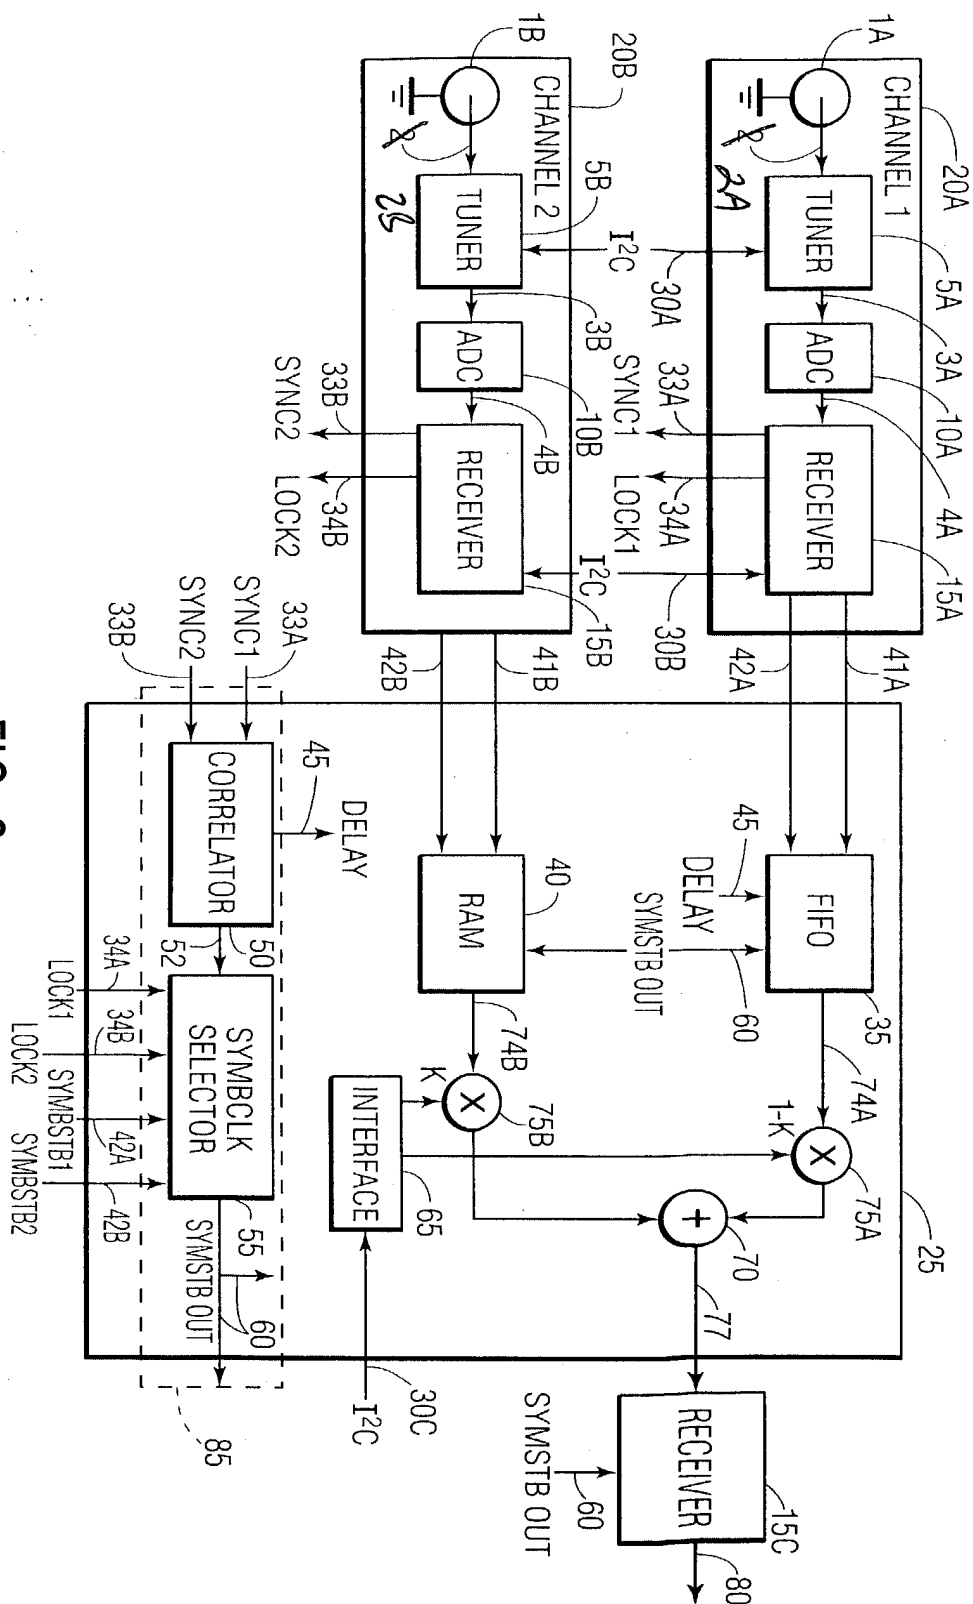 20A
CHANNEL 1
1A
2
2A
TUNER
5A
3A
ADC
10A
4A
RECEIVER
15A
41A
42A
33A
SYNC1
34A
LOCK1
I²C
30A
I²C
30B
20B
CHANNEL 2
1B
2
2B
TUNER
5B
3B
ADC
10B
4B
RECEIVER
15B
41B
42B
33B
SYNC2
34B
LOCK2
25
FIFO
35
45
DELAY
60
SYMSTB OUT
RAM
40
74A
1-K
X
75A
74B
K
X
75B
+
70
77
INTERFACE
65
30C
I²C
RECEIVER
15C
80
60
SYMSTB OUT
33A
SYNC1
SYNC2
33B
CORRELATOR
50
52
45
DELAY
SYMBCLK
SELECTOR
55
60
SYMSTB OUT
85
34A
LOCK1
34B
LOCK2
42A
SYMBSTB1
42B
SYMBSTB2